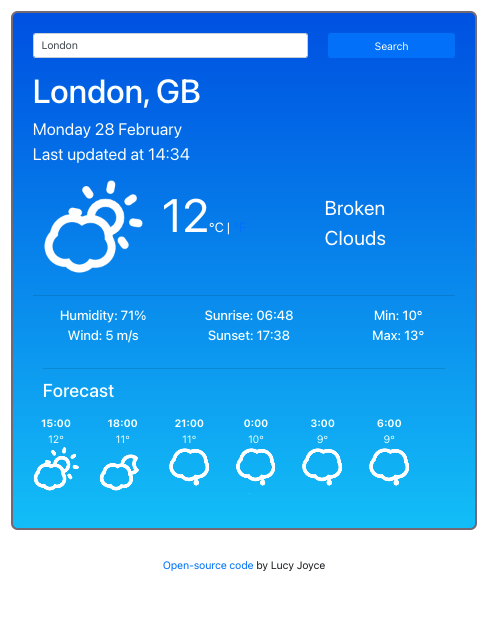 London
Search
London, GB
Monday 28 February
Last updated at 14:34
12°C | F
Broken
Clouds
Humidity: 71%
Wind: 5 m/s
Sunrise: 06:48
Sunset: 17:38
Min: 10°
Max: 13°
Forecast
15:00 18:00 21:00 0:00 3:00 6:00
12° 11° 11° 10° 9° 9°
Open-source code by Lucy Joyce